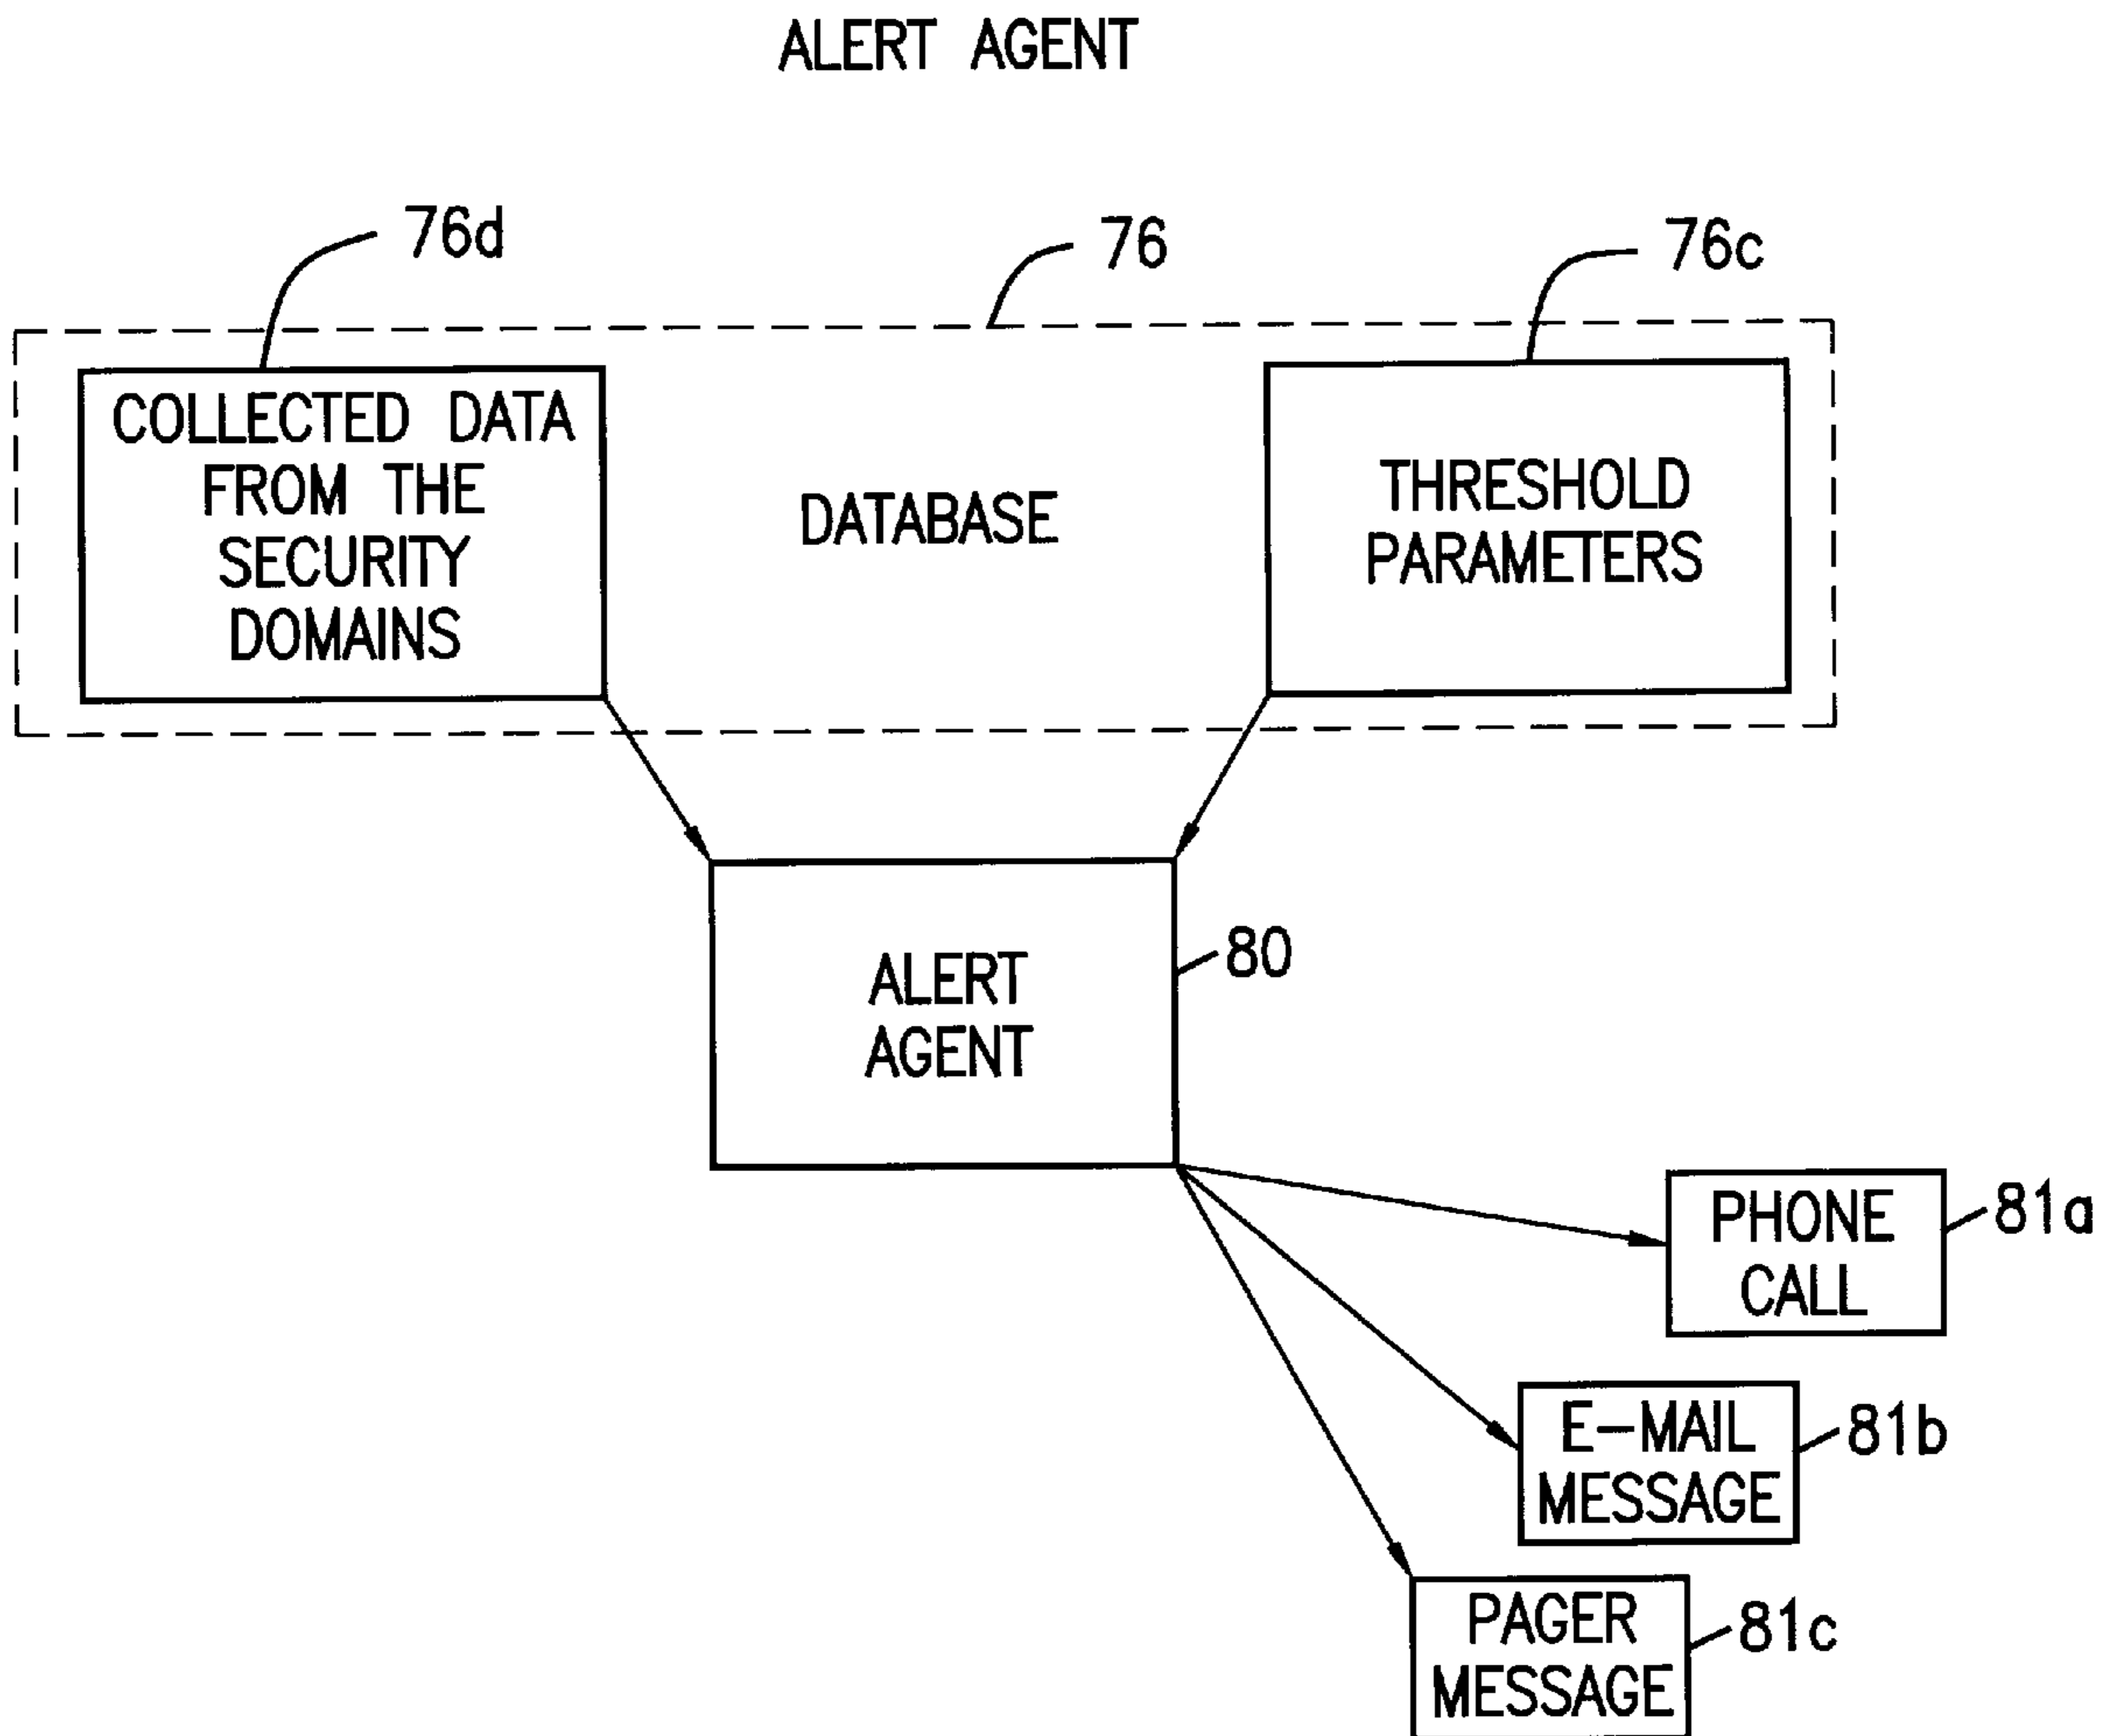 ALERT AGENT
76d
76
76c
COLLECTED DATA
FROM THE
SECURITY
DOMAINS
DATABASE
THRESHOLD
PARAMETERS
ALERT
AGENT
80
PHONE
CALL
81a
E-MAIL
MESSAGE
81b
PAGER
MESSAGE
81c